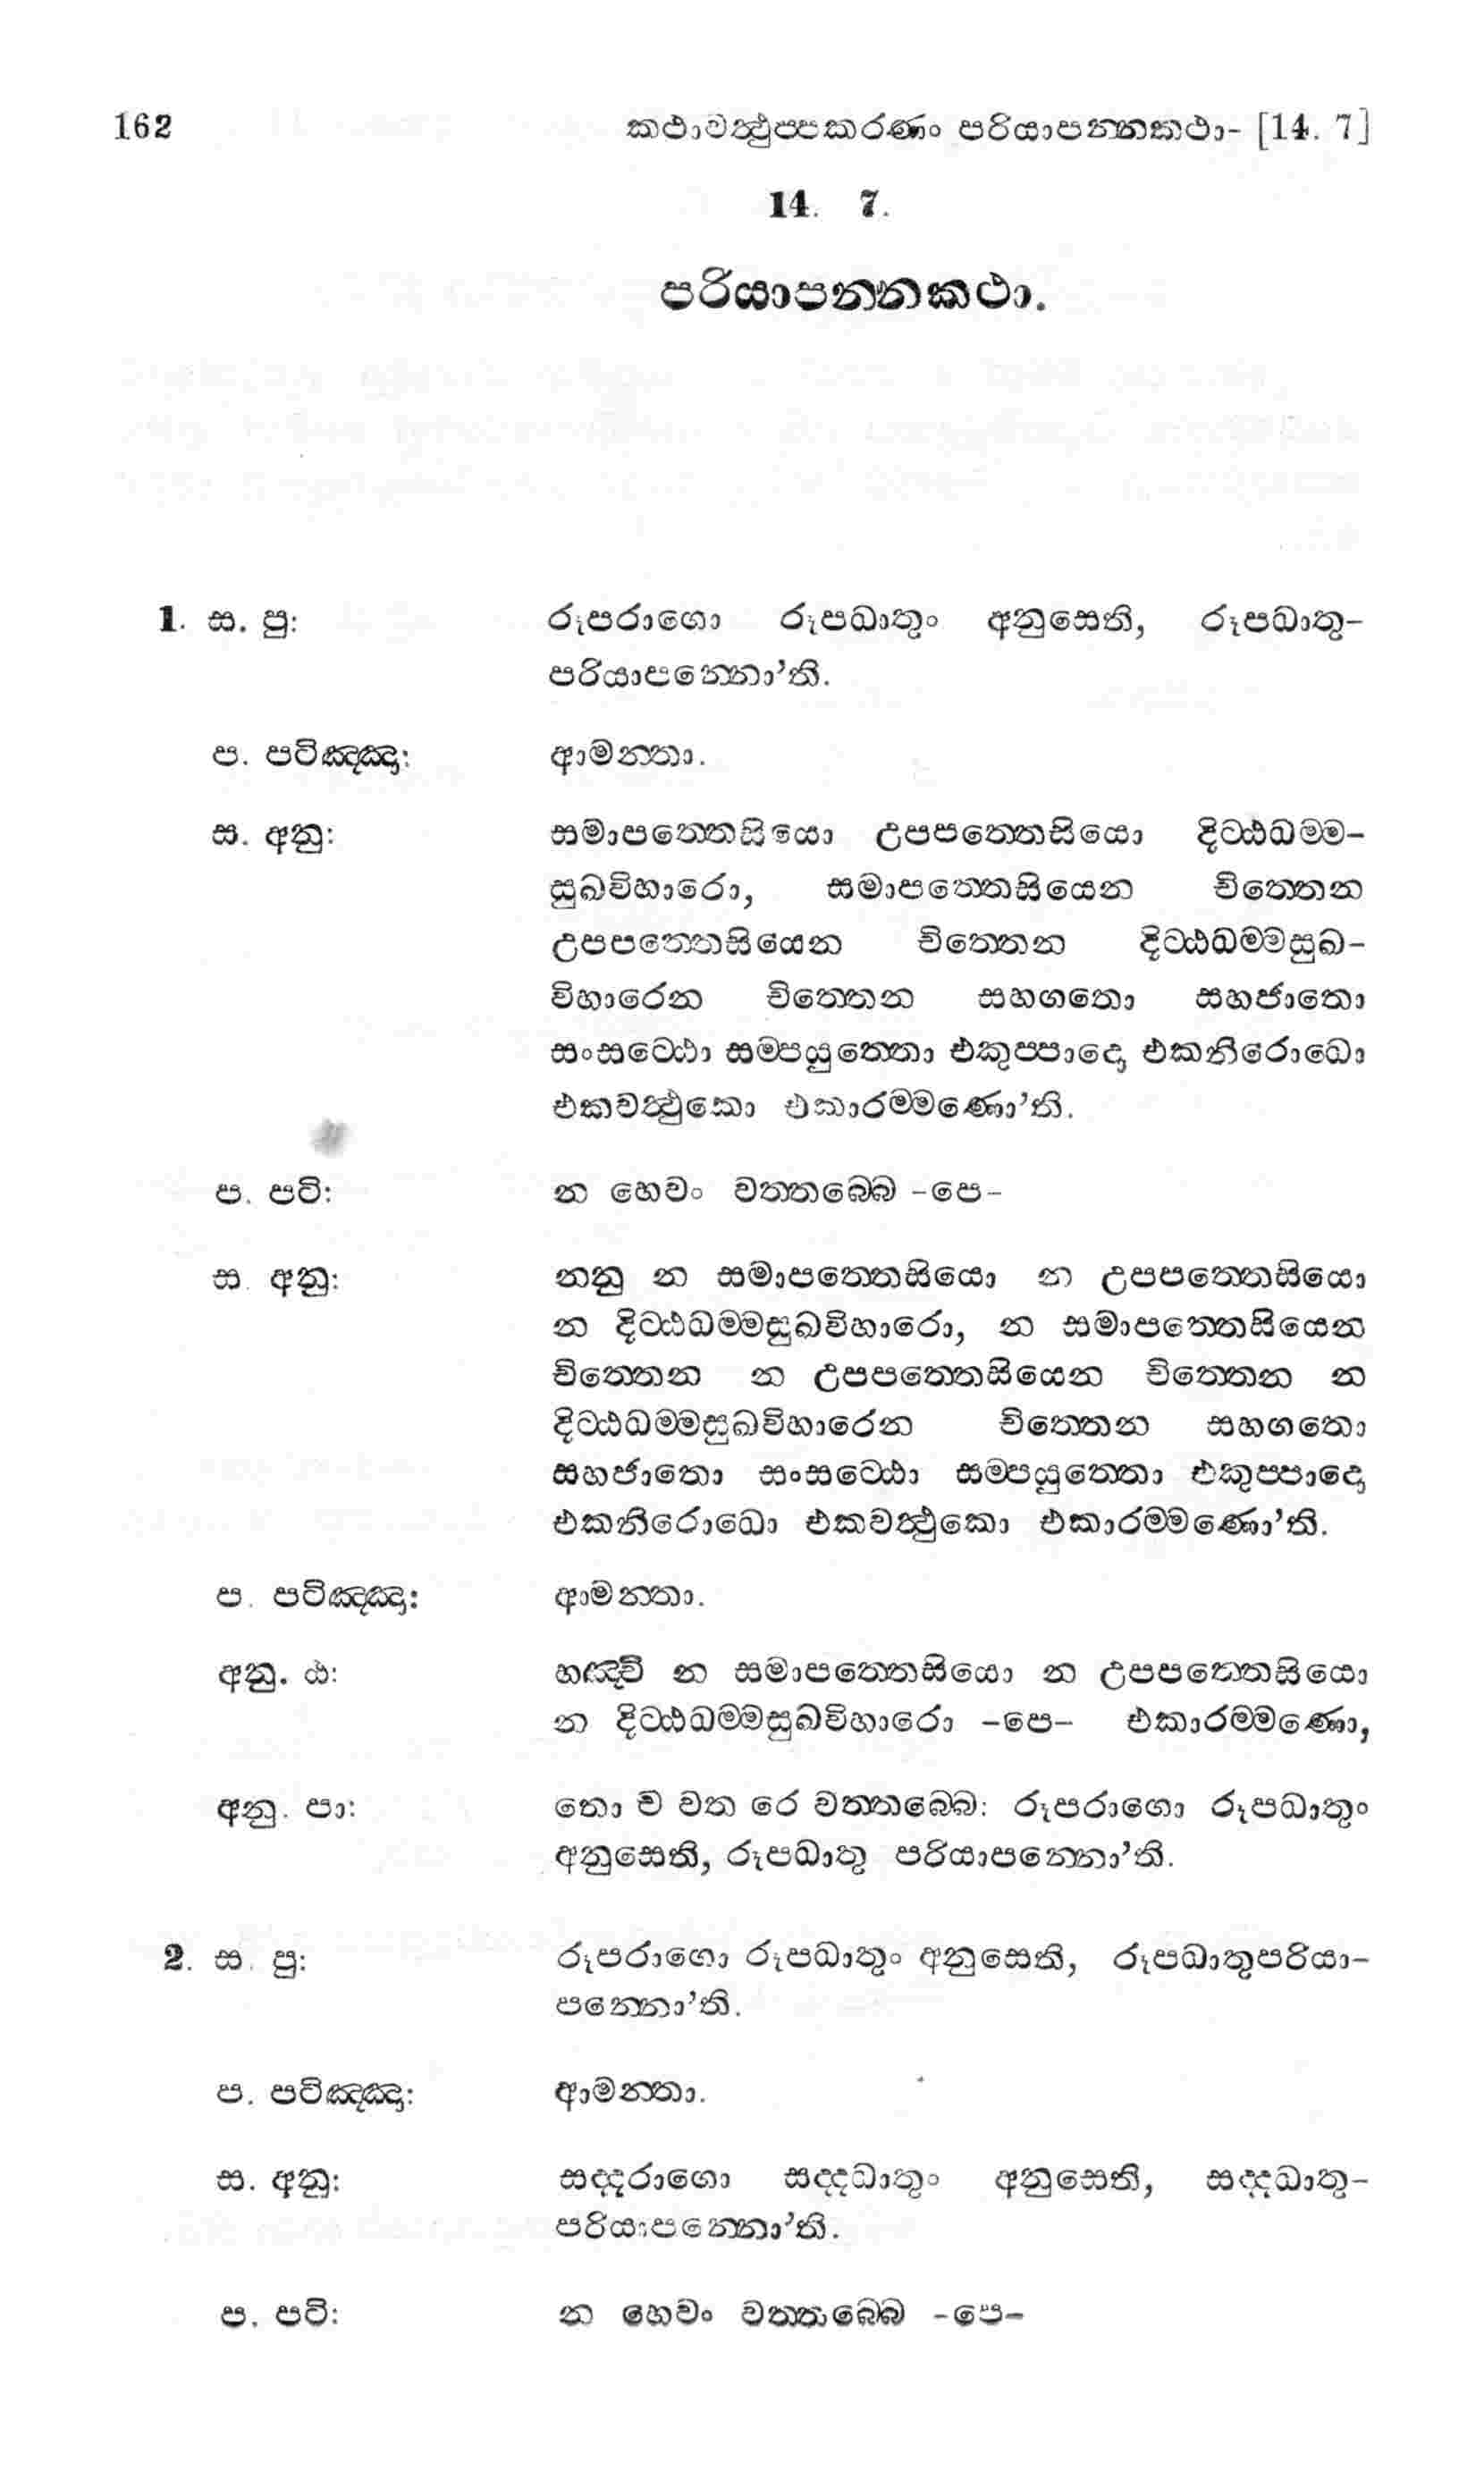 162 කථාවත්‍ථුප්පකරණං පරියාපන්නකථා- [14. 7]
14. 7.
පරියාපන්නකථා.
1. ස. පු: රූපරාගො රූපධාතුං අනුසෙති, රූපධාතු-
පරියාපන්නො’ති.
ප. පටිඤ්ඤා: ආමන්තා.
ස. අනු: සමාපත්තෙසියො උපපත්තෙසියො දිට්ඨධම්ම-
සුඛවිහාරො, සමාපත්තෙසියෙන චිත්තෙන
උපපත්තෙසියෙන චිත්තෙන දිට්ඨධම්මසුඛ-
විහාරෙන චිත්තෙන සහගතො සහජාතො
සංසට්ඨො සම්පයුත්තො එකුප්පාදො එකනිරොධො
එකවත්‍ථුකො එකාරම්මණො’ති.
ප. පටි: න හෙවං වත්තබ්බෙ -පෙ-
ස. අනු: නනු න සමාපත්තෙසියො න උපපත්තෙසියො
න දිට්ඨධම්මසුඛවිහාරො, න සමාපත්තෙසියෙන
චිත්තෙන න උපපත්තෙසියෙන චිත්තෙන න
දිට්ඨධම්මසුඛවිහාරෙන චිත්තෙන සහගතො
සහජාතො සංසට්ඨො සම්පයුත්තො එකුප්පාදො
එකනිරොධො එකවත්‍ථුකො එකාරම්මණො’ති.
ප. පටිඤ්ඤා: ආමන්තා.
අනු. ඨ: හඤ්චි න සමාපත්තෙසියො න උපපත්තෙසියො
න දිට්ඨධම්මසුඛවිහාරො -පෙ- එකාරම්මණො,
අනු. පා: නො ච වත රෙ වත්තබ්බෙ: රූපරාගො රූපධාතුං
අනුසෙති, රූපධාතු පරියාපන්නො’ති.
2. ස. පු: රූපරාගො රූපධාතුං අනුසෙති, රූපධාතුපරියා-
පන්නො’ති.
ප. පටිඤ්ඤා: ආමන්තා.
ස. අනු: සද්දරාගො සද්දධාතුං අනුසෙති, සද්දධාතු-
පරියාපන්නො’ති.
ප. පටි: න හෙවං වත්තබ්බෙ -පෙ-